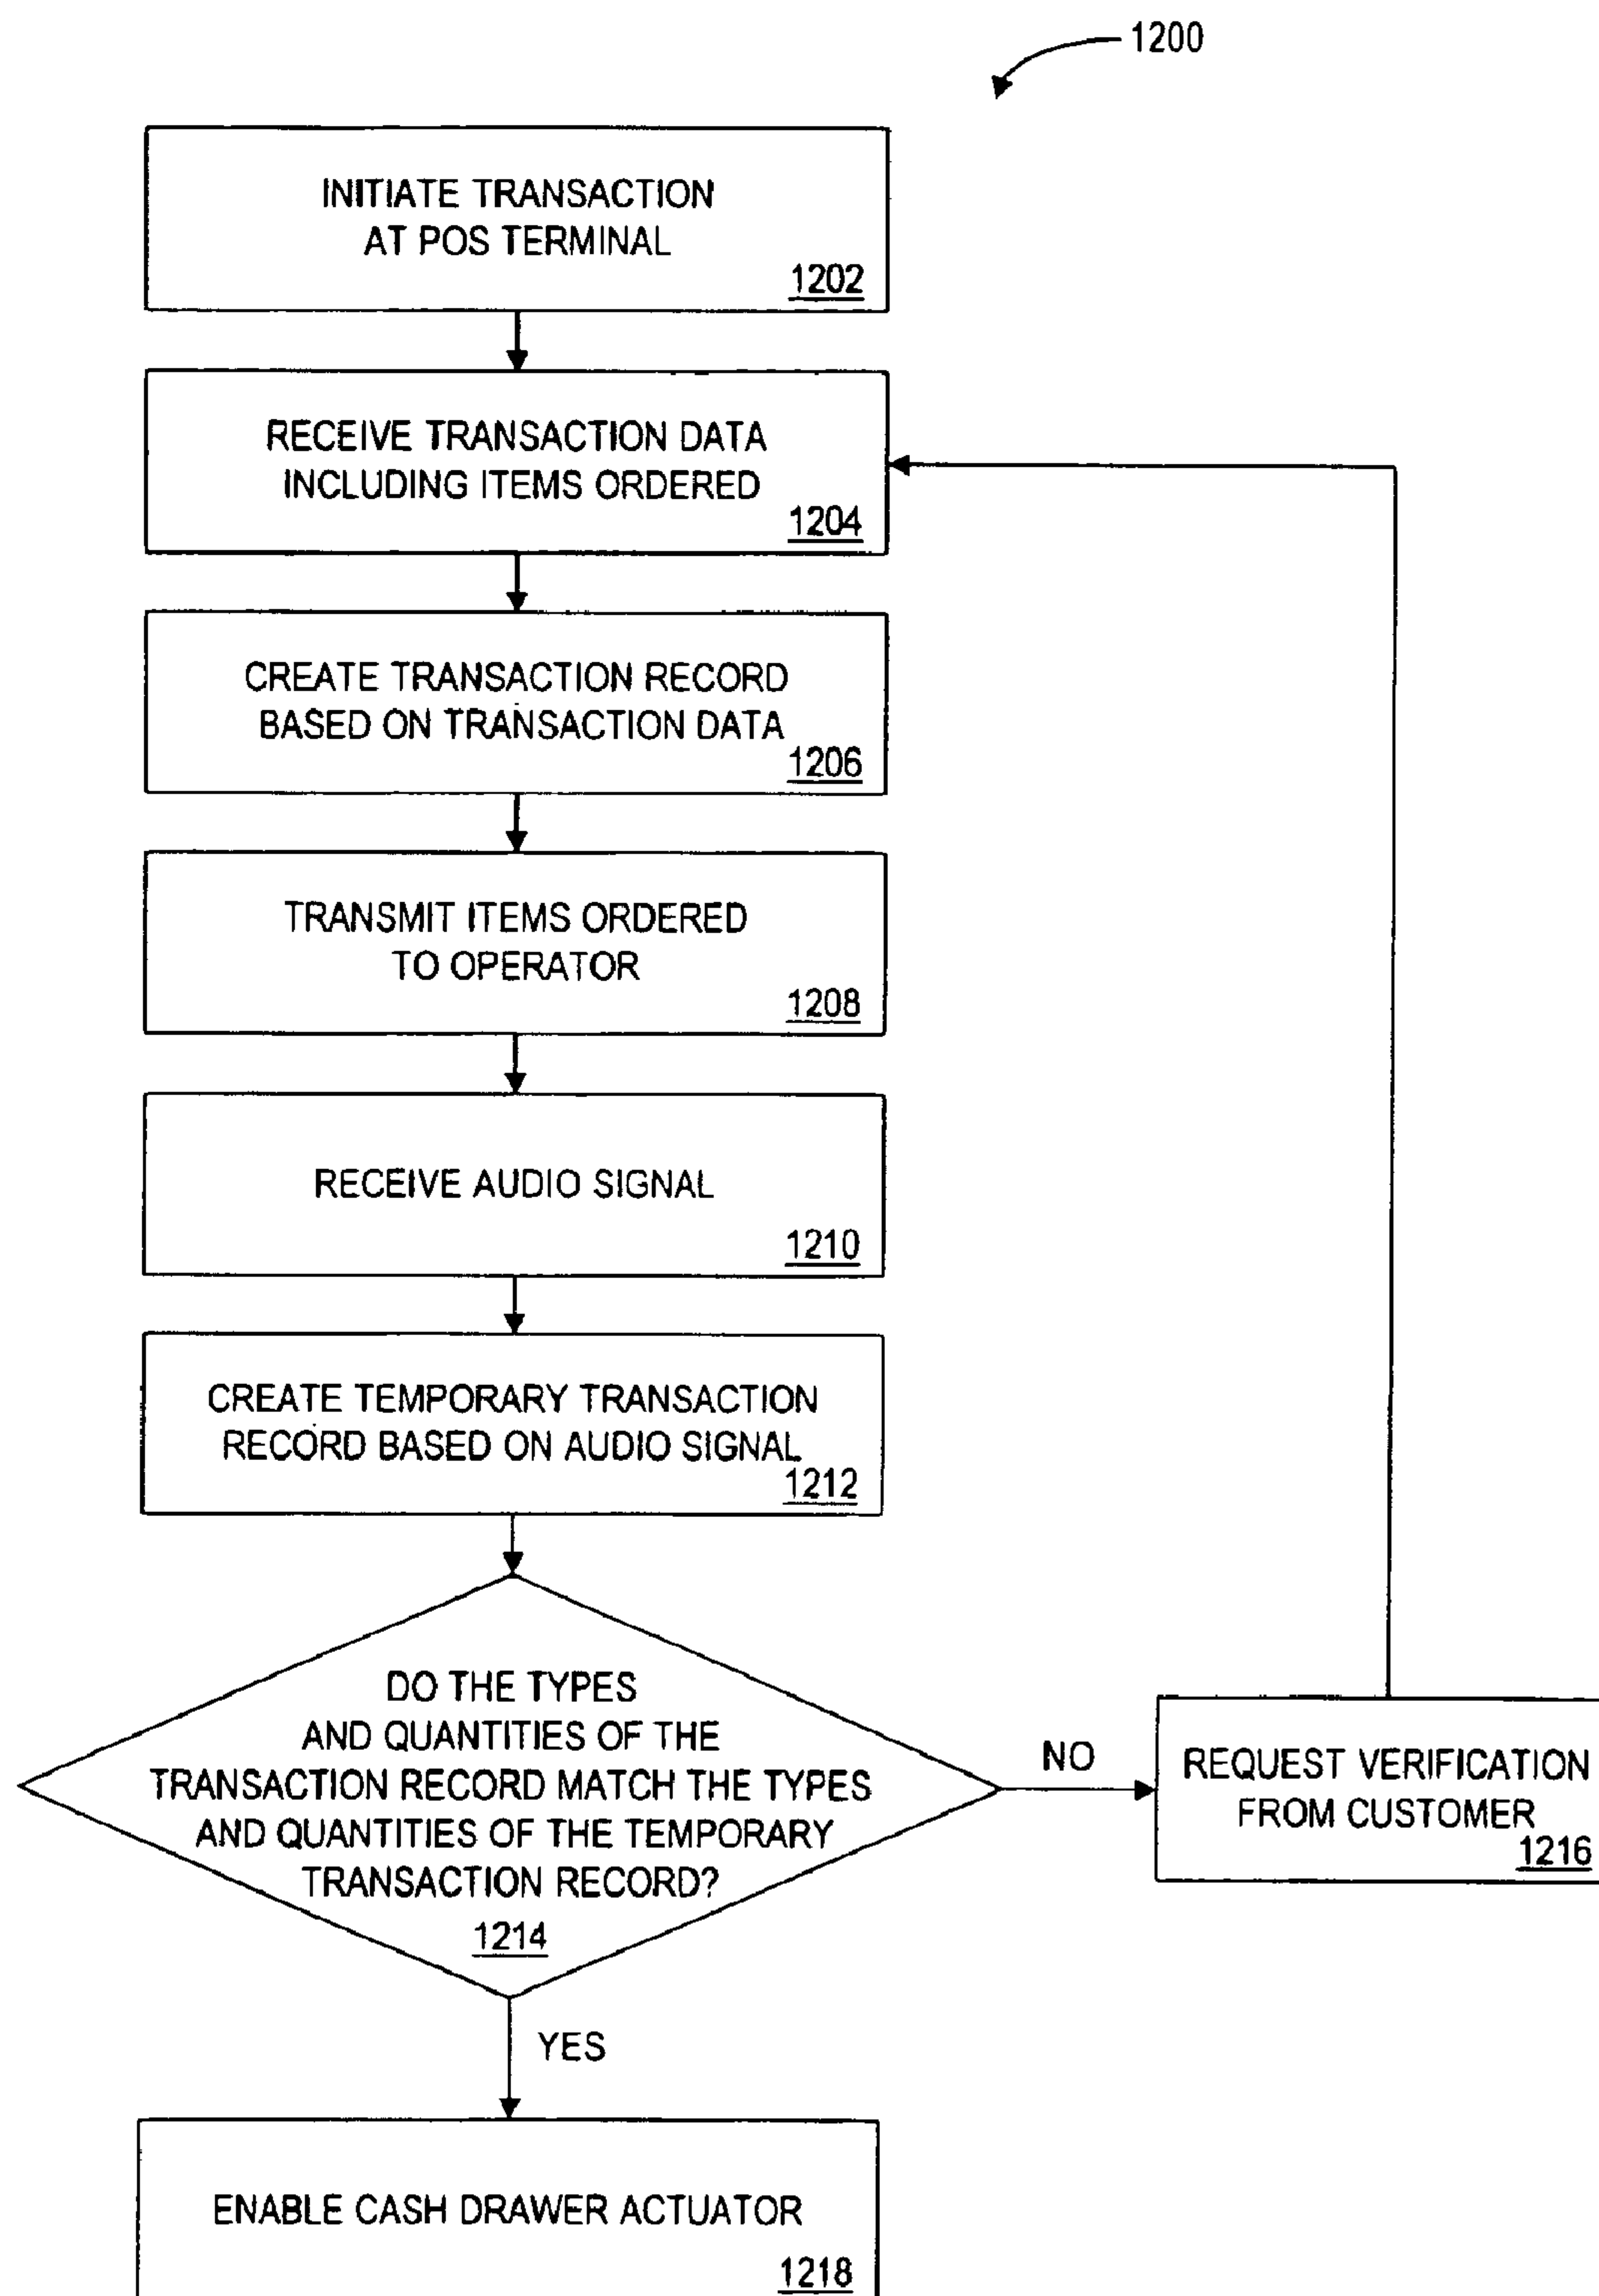 1200
INITIATE TRANSACTION
AT POS TERMINAL
1202
RECEIVE TRANSACTION DATA
INCLUDING ITEMS ORDERED
1204
CREATE TRANSACTION RECORD
BASED ON TRANSACTION DATA
1206
TRANSMIT ITEMS ORDERED
TO OPERATOR
1208
RECEIVE AUDIO SIGNAL
1210
CREATE TEMPORARY TRANSACTION
RECORD BASED ON AUDIO SIGNAL
1212
DO THE TYPES
AND QUANTITIES OF THE
TRANSACTION RECORD MATCH THE TYPES
AND QUANTITIES OF THE TEMPORARY
TRANSACTION RECORD?
1214
NO
REQUEST VERIFICATION
FROM CUSTOMER
1216
YES
ENABLE CASH DRAWER ACTUATOR
1218